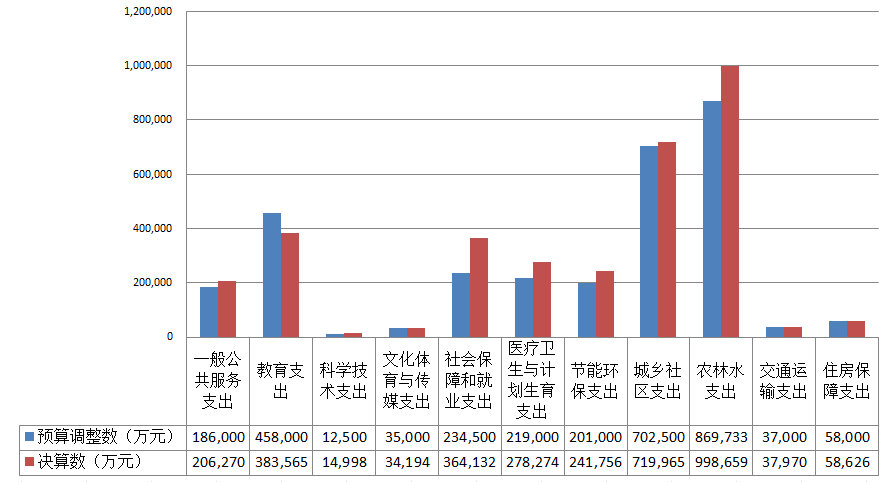 1,200,000
1,000,000
800,000
600,000
400,000
200,000
0
一般公
共服务
支出
教育支
出
科学技
术支出
文化体
育与传
媒支出
社会保
障和就
业支出
医疗卫
生与计
划生育
支出
节能环
保支出
城乡社
区支出
农林水
支出
交通运
输支出
住房保
障支出
预算调整数（万元） 186,000 458,000 12,500 35,000 234,500 219,000 201,000 702,500 869,733 37,000 58,000
决算数（万元） 206,270 383,565 14,998 34,194 364,132 278,274 241,756 719,965 998,659 37,970 58,626